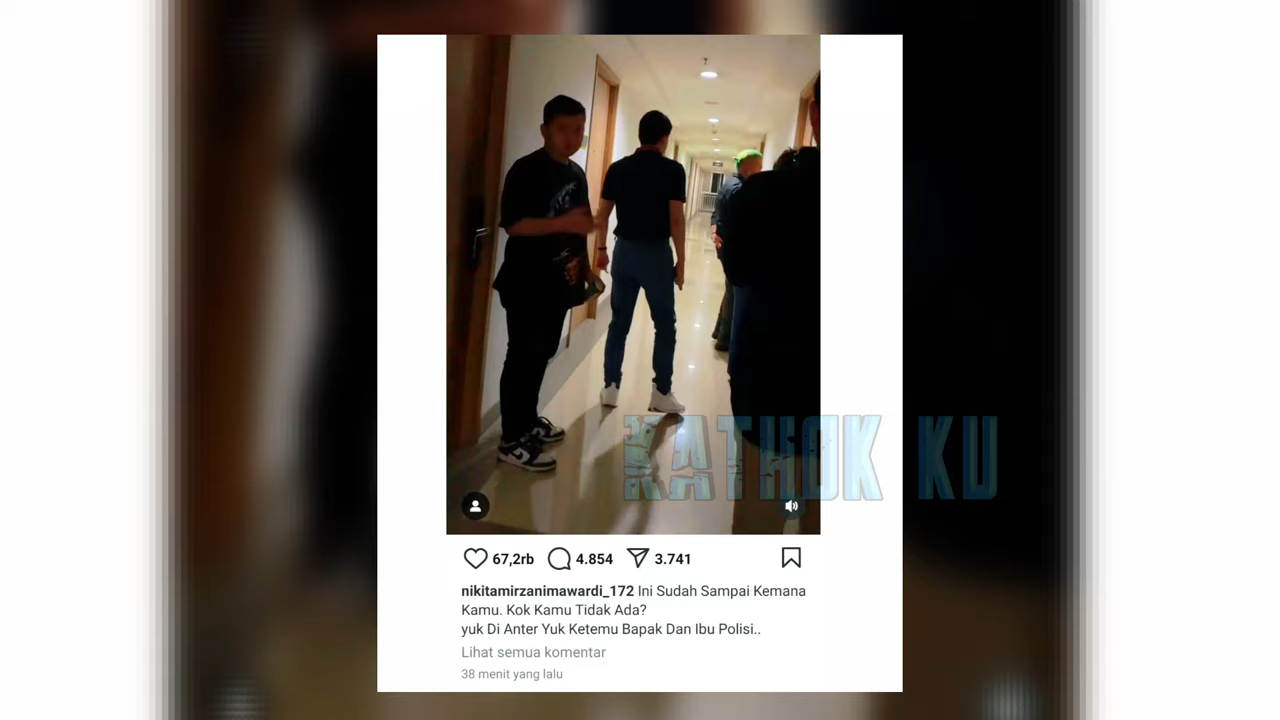 KATHOK KU
67,2rb 4.854 3.741
nikitamirzanimawardi_172 Ini Sudah Sampai Kemana
Kamu. Kok Kamu Tidak Ada?
yuk Di Anter Yuk Ketemu Bapak Dan Ibu Polisi..
Lihat semua komentar
38 menit yang lalu